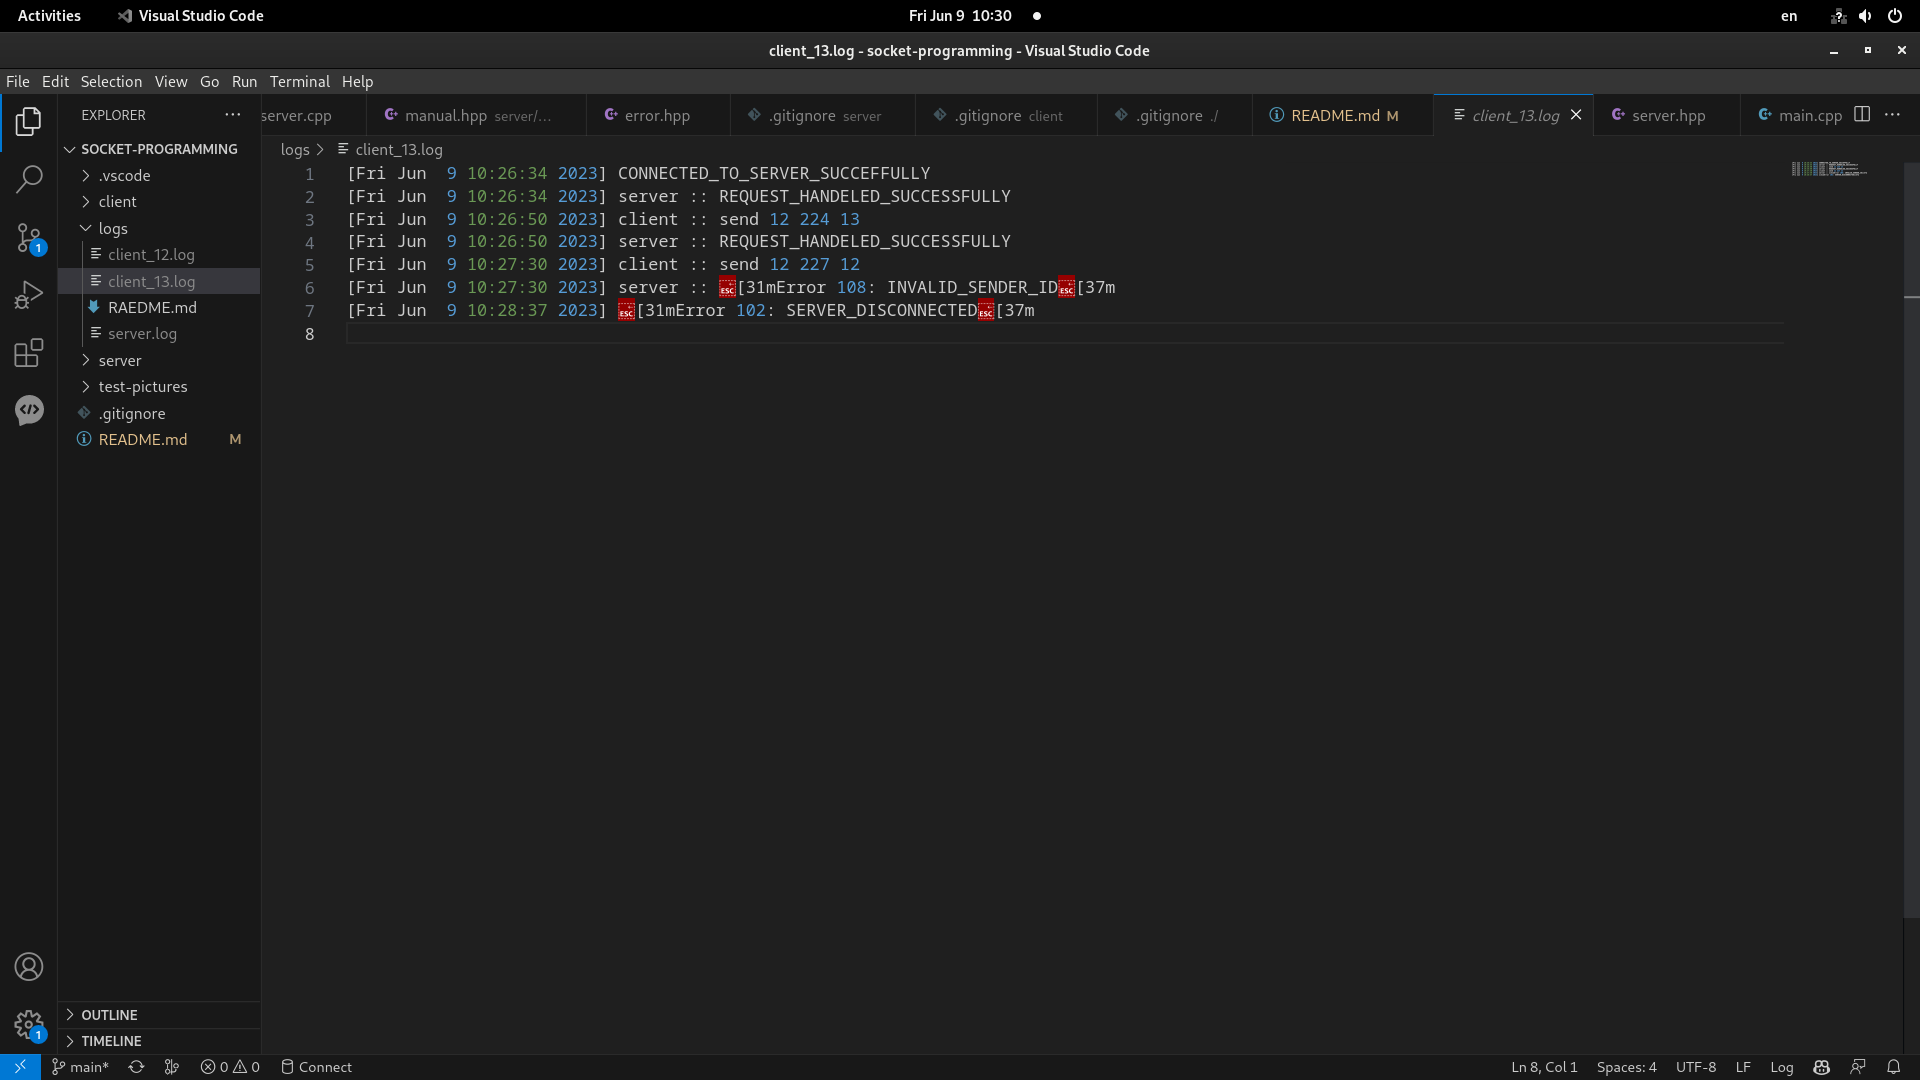 Activities Visual Studio Code Fri Jun 9 10:30 en
client_13.log - socket-programming - Visual Studio Code
File Edit Selection View Go Run Terminal Help
EXPLORER
server.cpp manual.hpp server/... error.hpp .gitignore server .gitignore client .gitignore ./ README.md M client_13.log server.hpp main.cpp
SOCKET-PROGRAMMING
.vscode
client
logs
client_12.log
client_13.log
RAEDME.md
server.log
server
test-pictures
.gitignore
README.md M
1
1
OUTLINE
TIMELINE
logs > client_13.log
1 [Fri Jun  9 10:26:34 2023] CONNECTED_TO_SERVER_SUCCEFFULLY
2 [Fri Jun  9 10:26:34 2023] server :: REQUEST_HANDELED_SUCCESSFULLY
3 [Fri Jun  9 10:26:50 2023] client :: send 12 224 13
4 [Fri Jun  9 10:26:50 2023] server :: REQUEST_HANDELED_SUCCESSFULLY
5 [Fri Jun  9 10:27:30 2023] client :: send 12 227 12
6 [Fri Jun  9 10:27:30 2023] server :: ESC[31mError 108: INVALID_SENDER_IDESC[37m
7 [Fri Jun  9 10:28:37 2023] ESC[31mError 102: SERVER_DISCONNECTEDESC[37m
8
main* 0 0 Connect Ln 8, Col 1 Spaces: 4 UTF-8 LF Log